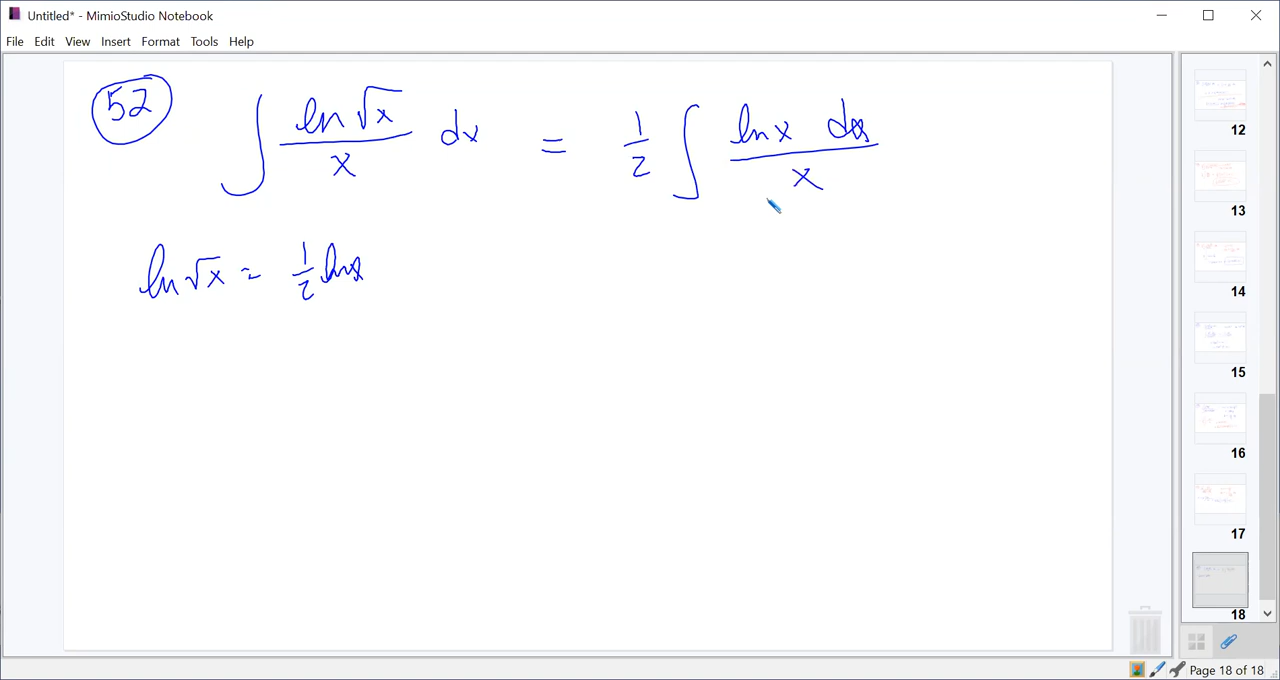 Untitled* - MimioStudio Notebook
File Edit View Insert Format Tools Help
52 ∫ ln √x / x dx = 1/2 ∫ ln x dx / x
ln √x = 1/2 ln x
12
13
14
15
16
17
18
Page 18 of 18